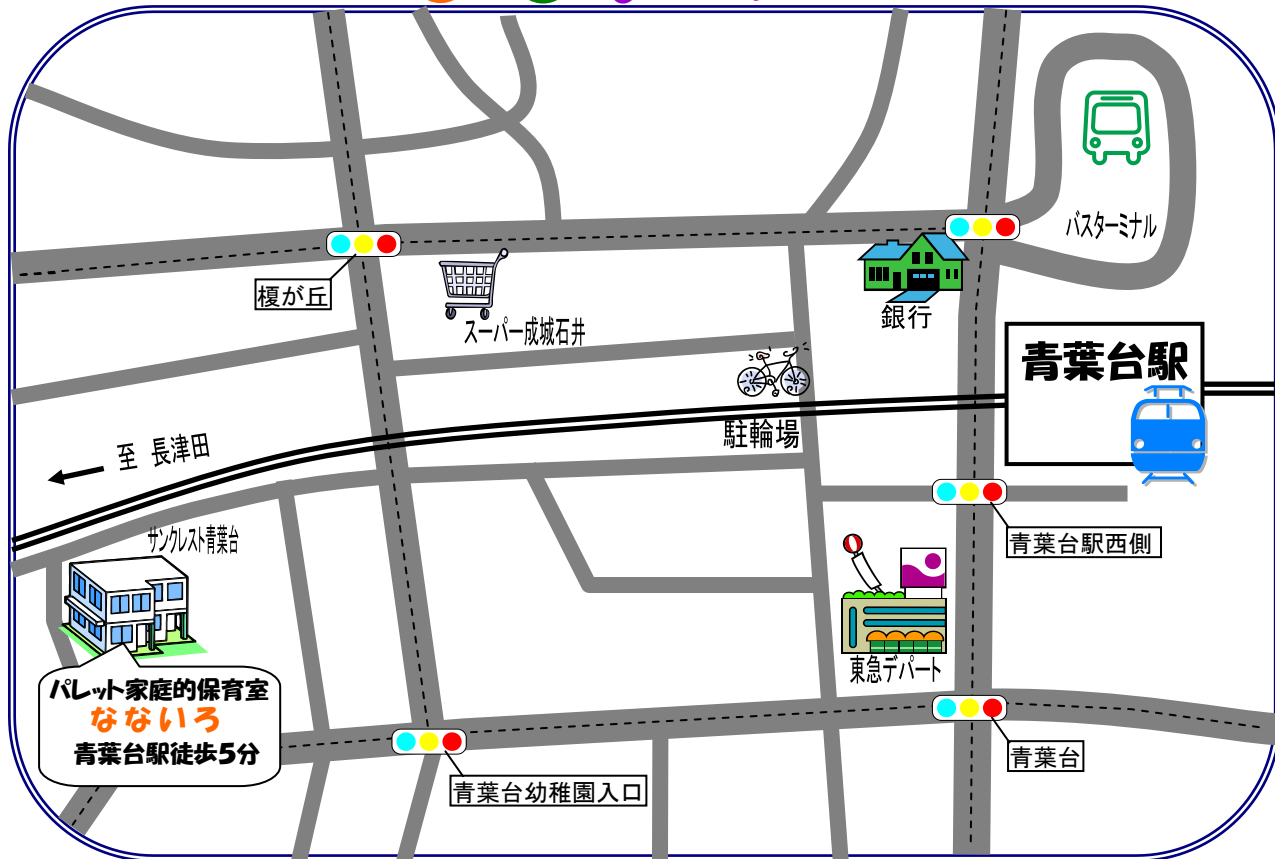 バスターミナル
榎が丘
スーパー成城石井
銀行
青葉台駅
駐輪場
至 長津田
サンクレスト青葉台
青葉台駅西側
東急デパート
パレット家庭的保育室
なないろ
青葉台駅徒歩5分
青葉台
青葉台幼稚園入口